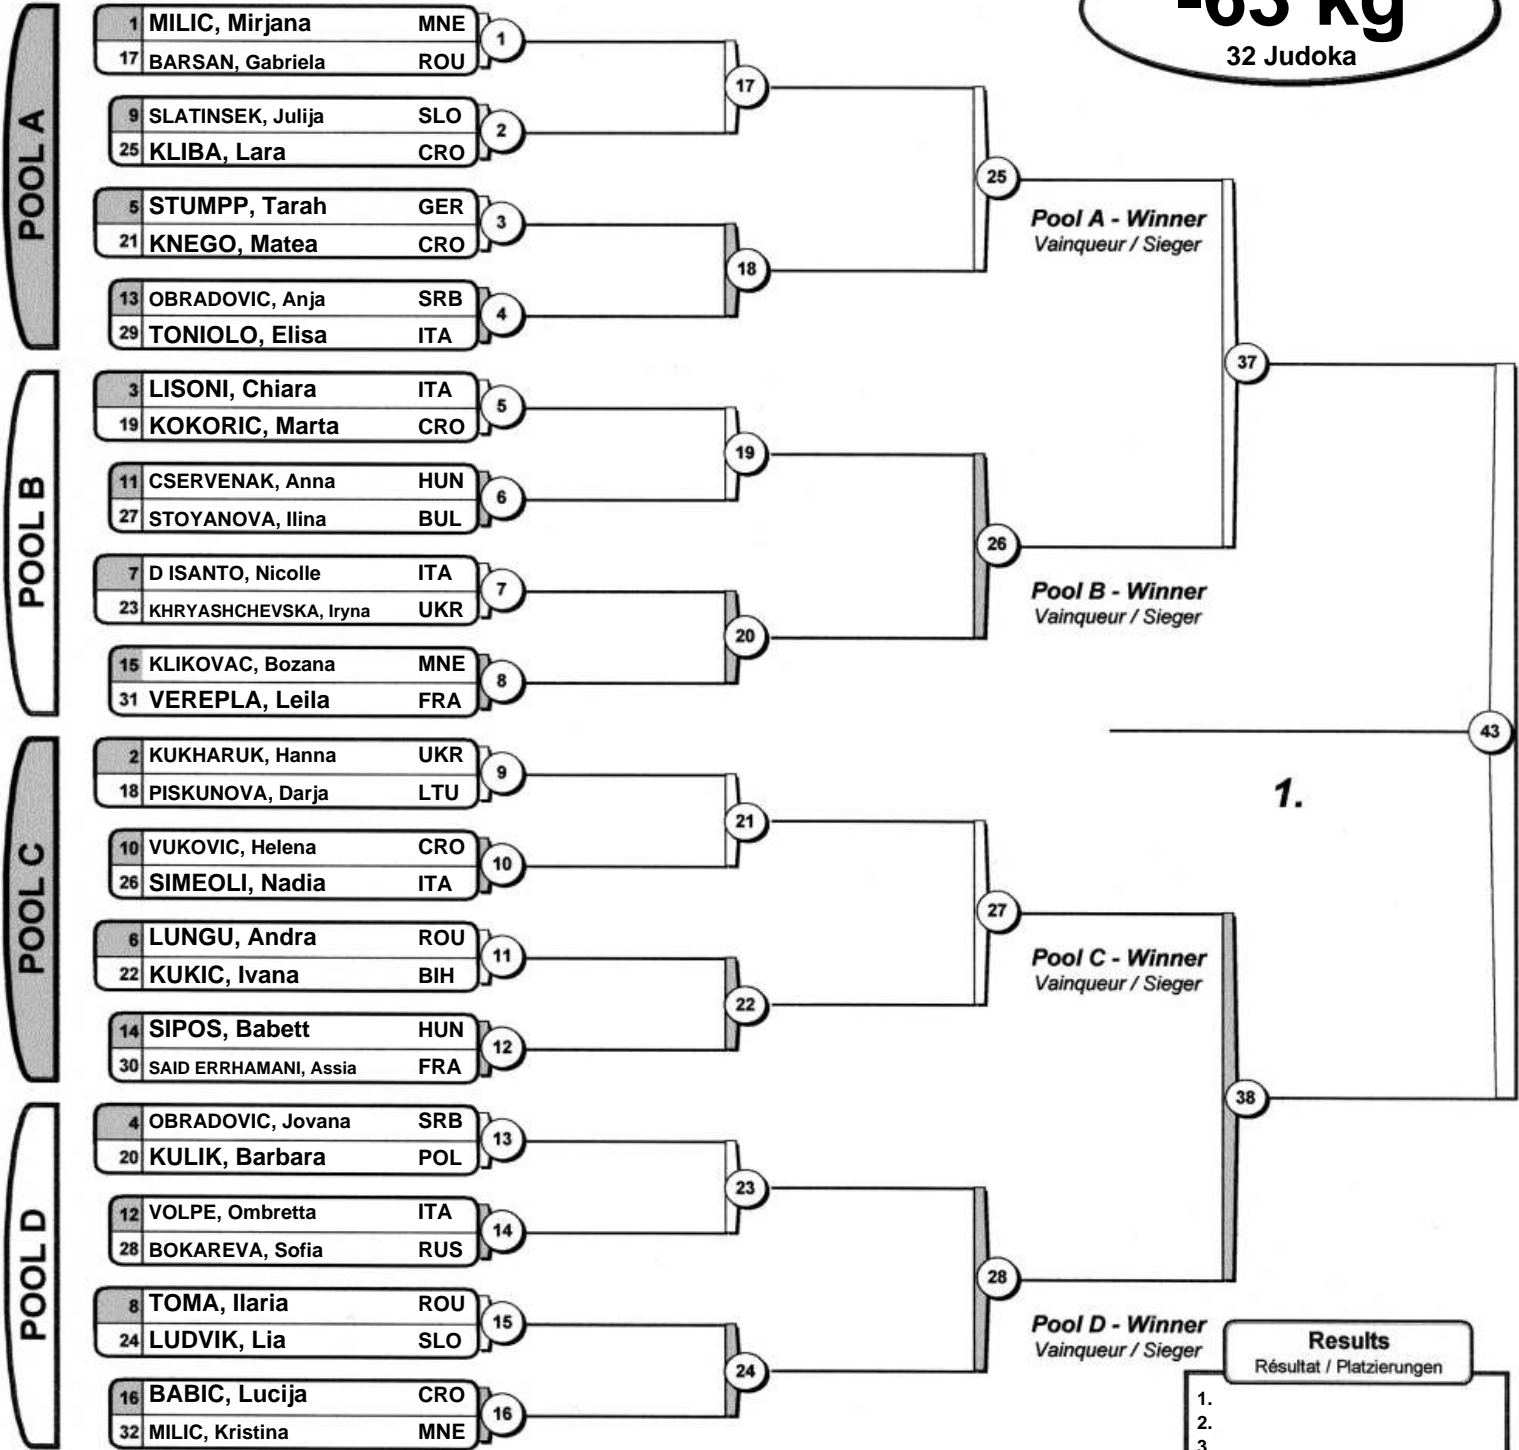 -63 kg
32 Judoka
POOL A
1 MILIC, Mirjana MNE
17 BARSAN, Gabriela ROU
1
9 SLATINSEK, Julija SLO
25 KLIBA, Lara CRO
2
17
5 STUMPP, Tarah GER
21 KNEGO, Matea CRO
3
13 OBRADOVIC, Anja SRB
29 TONIOLO, Elisa ITA
4
18
25
Pool A - Winner
Vainqueur / Sieger
POOL B
3 LISONI, Chiara ITA
19 KOKORIC, Marta CRO
5
11 CSERVENAK, Anna HUN
27 STOYANOVA, Ilina BUL
6
19
7 D ISANTO, Nicolle ITA
23 KHRYASHCHEVSKA, Iryna UKR
7
15 KLIKOVAC, Bozana MNE
31 VEREPLA, Leila FRA
8
20
26
Pool B - Winner
Vainqueur / Sieger
37
POOL C
2 KUKHARUK, Hanna UKR
18 PISKUNOVA, Darja LTU
9
10 VUKOVIC, Helena CRO
26 SIMEOLI, Nadia ITA
10
21
6 LUNGU, Andra ROU
22 KUKIC, Ivana BIH
11
14 SIPOS, Babett HUN
30 SAID ERRHAMANI, Assia FRA
12
22
27
Pool C - Winner
Vainqueur / Sieger
POOL D
4 OBRADOVIC, Jovana SRB
20 KULIK, Barbara POL
13
12 VOLPE, Ombretta ITA
28 BOKAREVA, Sofia RUS
14
23
8 TOMA, Ilaria ROU
24 LUDVIK, Lia SLO
15
16 BABIC, Lucija CRO
32 MILIC, Kristina MNE
16
24
28
Pool D - Winner
Vainqueur / Sieger
38
43
1.
Results
Résultat / Platzierungen
1.
2.
3.